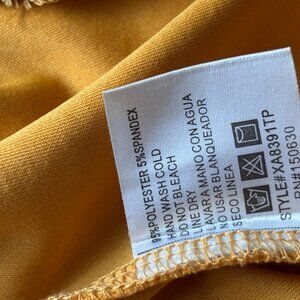 95%POLYESTER 5%SPANDEX
HAND WASH COLD
DO NOT BLEACH
LINE DRY
LAVAR A MANO CON AGUA
NO USAR BLANQUEADOR
SECO LINEA
STYLE#XA8391TP
RN#150630